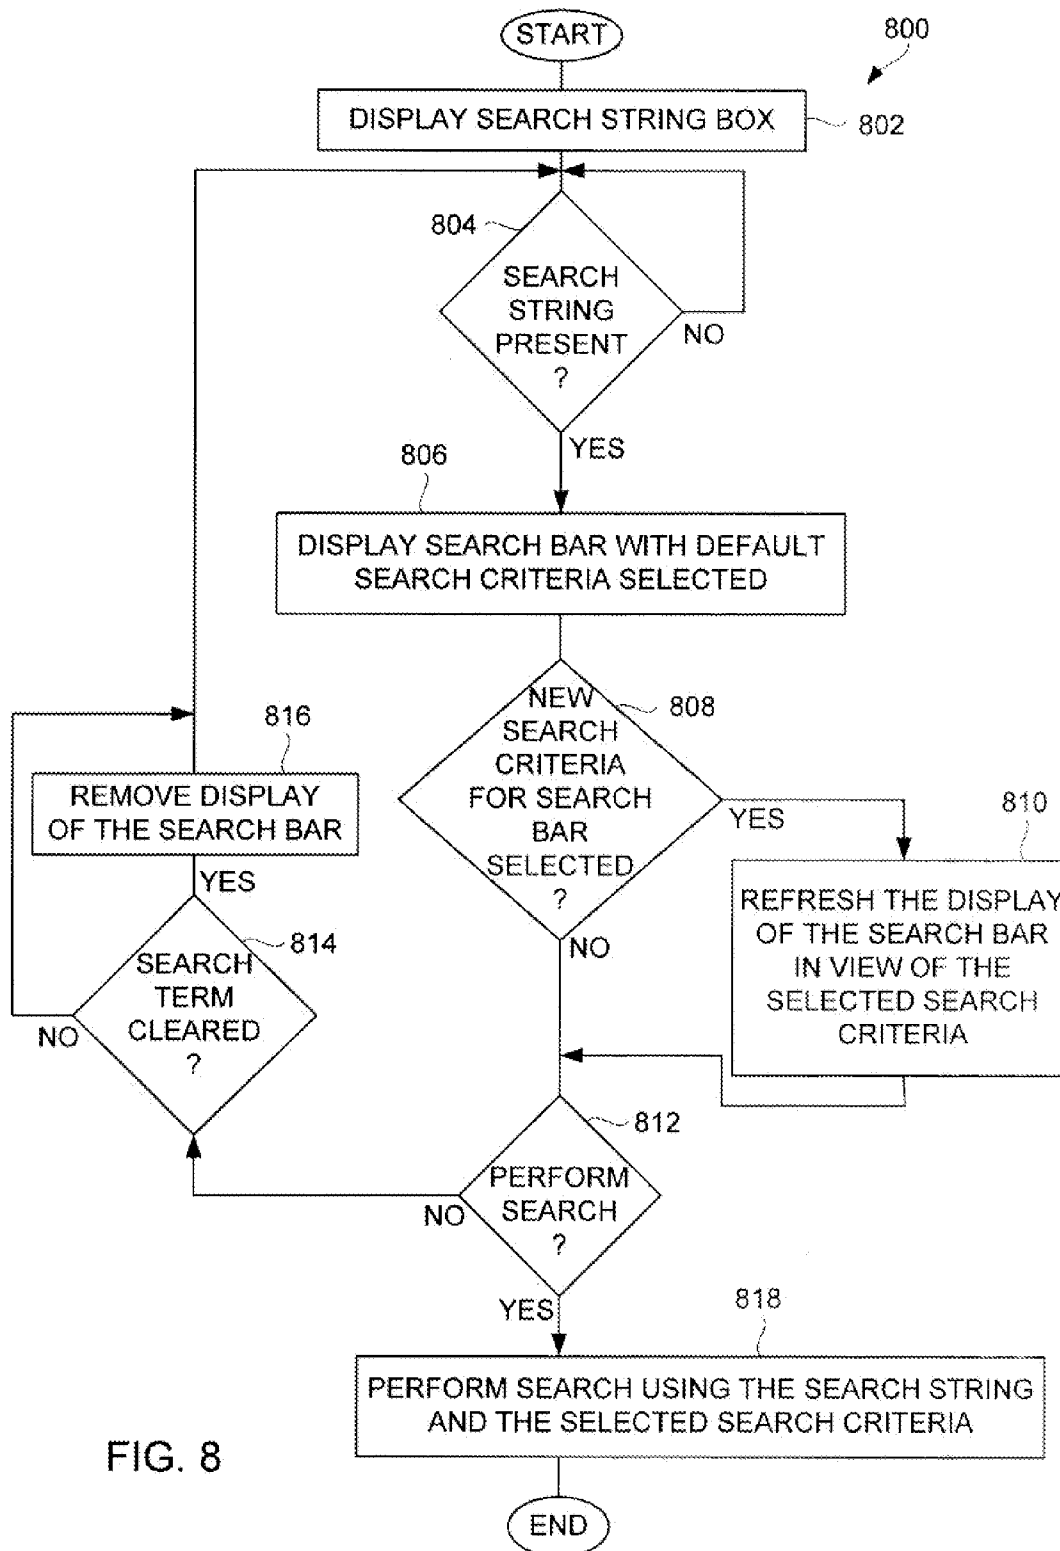 START
800
DISPLAY SEARCH STRING BOX
802
804
SEARCH
STRING
PRESENT
?
NO
YES
806
DISPLAY SEARCH BAR WITH DEFAULT
SEARCH CRITERIA SELECTED
NEW
SEARCH
CRITERIA
FOR SEARCH
BAR
SELECTED
?
808
YES
NO
810
REFRESH THE DISPLAY
OF THE SEARCH BAR
IN VIEW OF THE
SELECTED SEARCH
CRITERIA
816
REMOVE DISPLAY
OF THE SEARCH BAR
YES
814
SEARCH
TERM
CLEARED
?
NO
812
PERFORM
SEARCH
?
NO
YES
818
PERFORM SEARCH USING THE SEARCH STRING
AND THE SELECTED SEARCH CRITERIA
FIG. 8
END